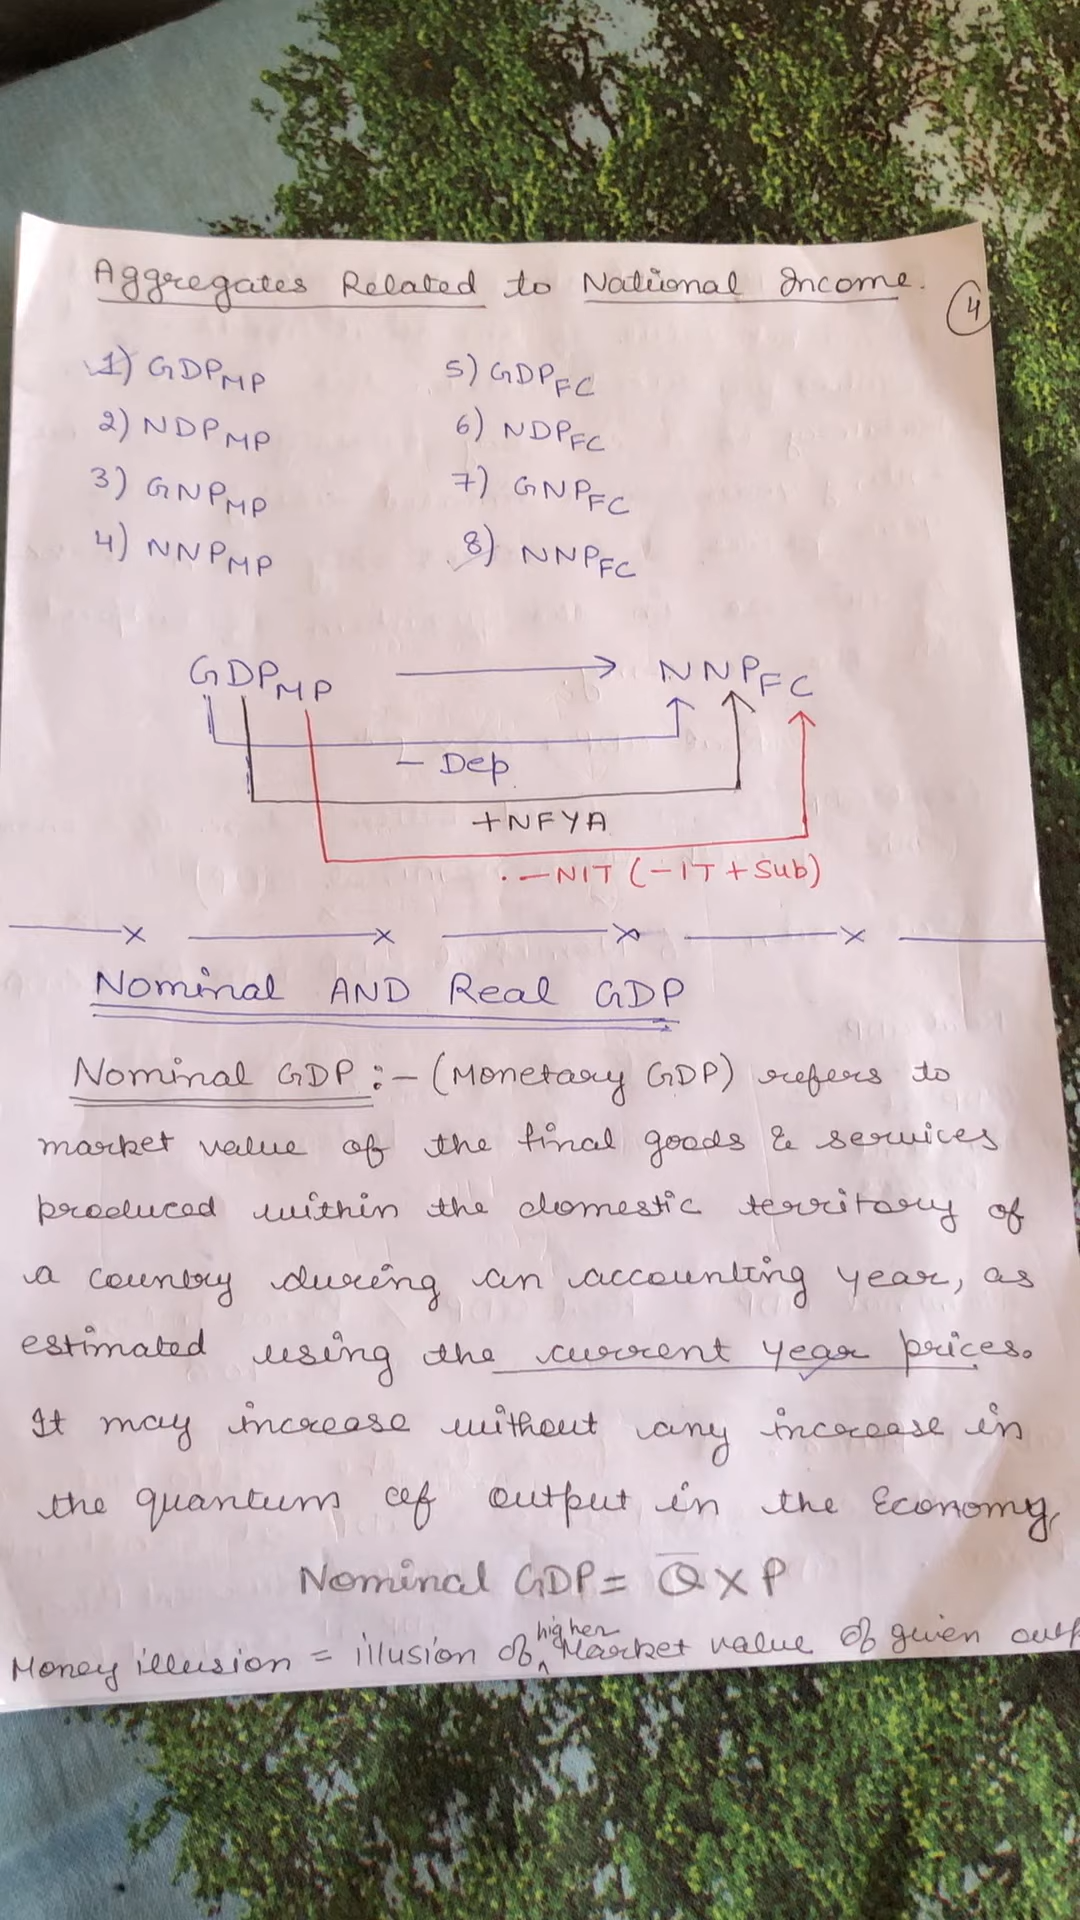 Aggregates Related to National Income.
4
1) GDPMP
5) GDPFC
2) NDPMP
6) NDPFC
3) GNPMP
7) GNPFC
4) NNPMP
8) NNPFC
GDPMP → NNPFC
- Dep.
+NFYA
- NIT (-IT + Sub)
Nominal AND Real GDP
Nominal GDP :- (Monetary GDP) refers to
market value of the final goods & services
produced within the domestic territory of
a country during an accounting year, as
estimated using the current year prices.
It may increase without any increase in
the quantum of output in the Economy,
Nominal GDP = Q̅ X P
Money illusion = illusion of higher Market value of given